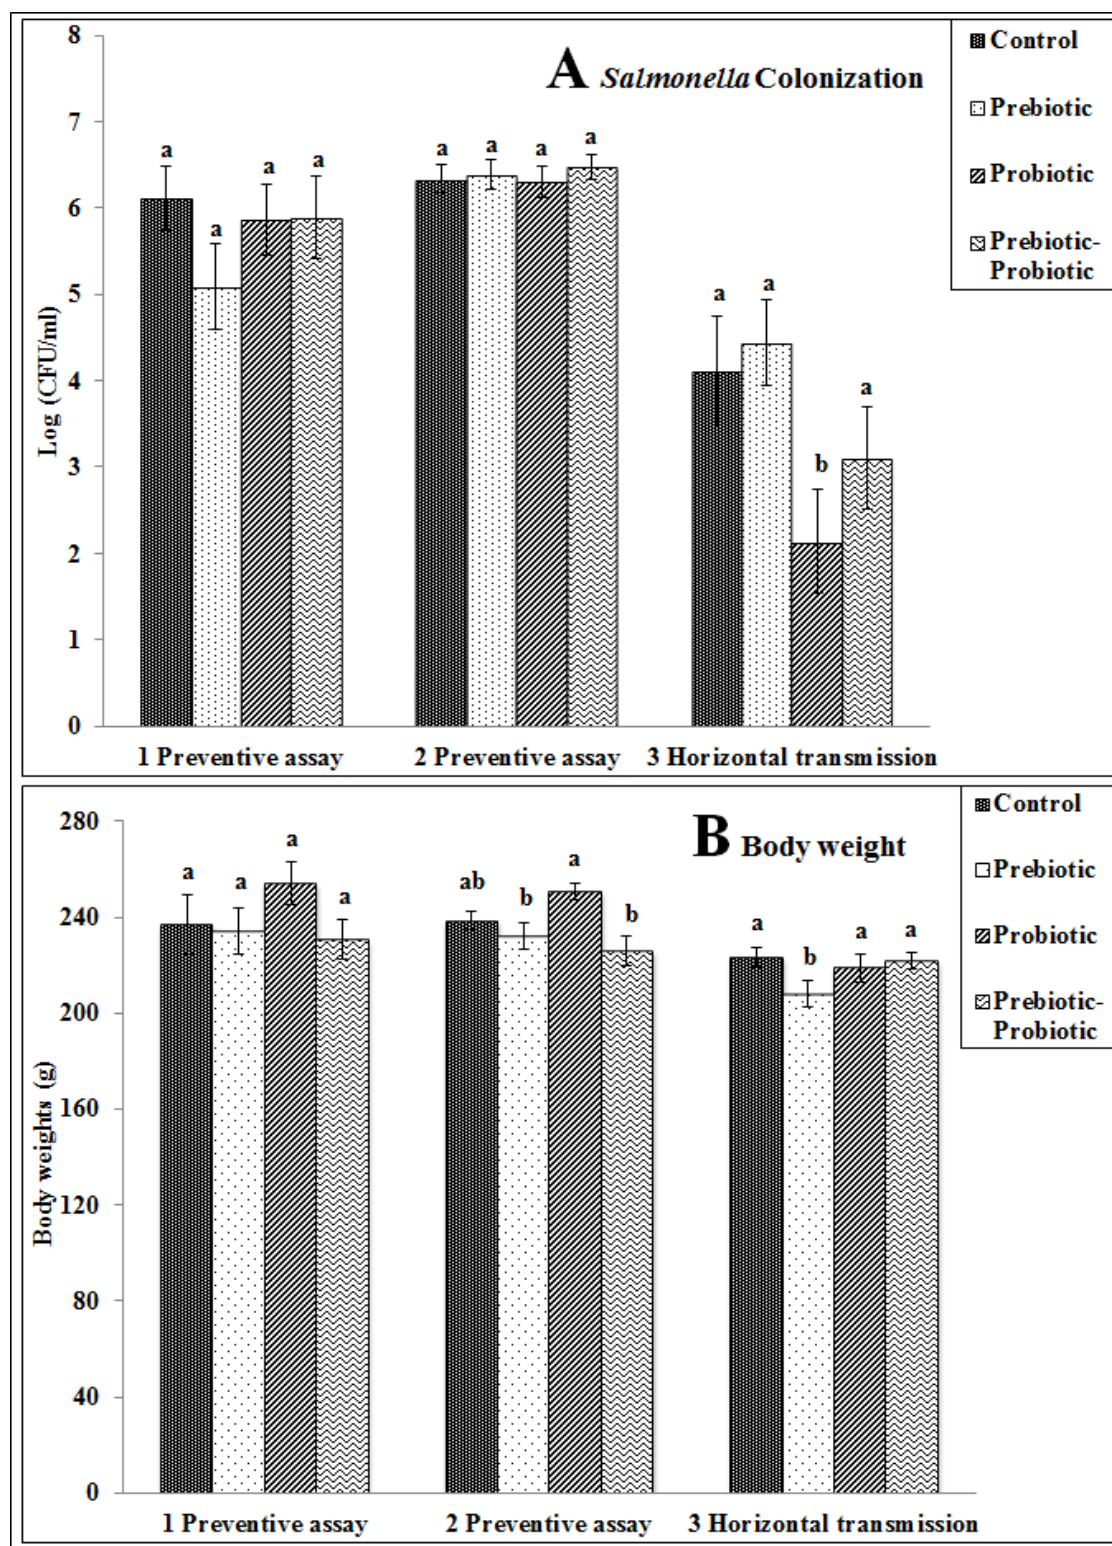 A Salmonella Colonization
Log (CFU/ml)
8
7
6
5
4
3
2
1
0
a
a
a
a
a
a
a
a
a
a
b
a
1 Preventive assay
2 Preventive assay
3 Horizontal transmission
Control
Prebiotic
Probiotic
Prebiotic-
Probiotic
B Body weight
Body weights (g)
280
240
200
160
120
80
40
0
a
a
a
a
ab
b
a
b
a
b
a
a
1 Preventive assay
2 Preventive assay
3 Horizontal transmission
Control
Prebiotic
Probiotic
Prebiotic-
Probiotic